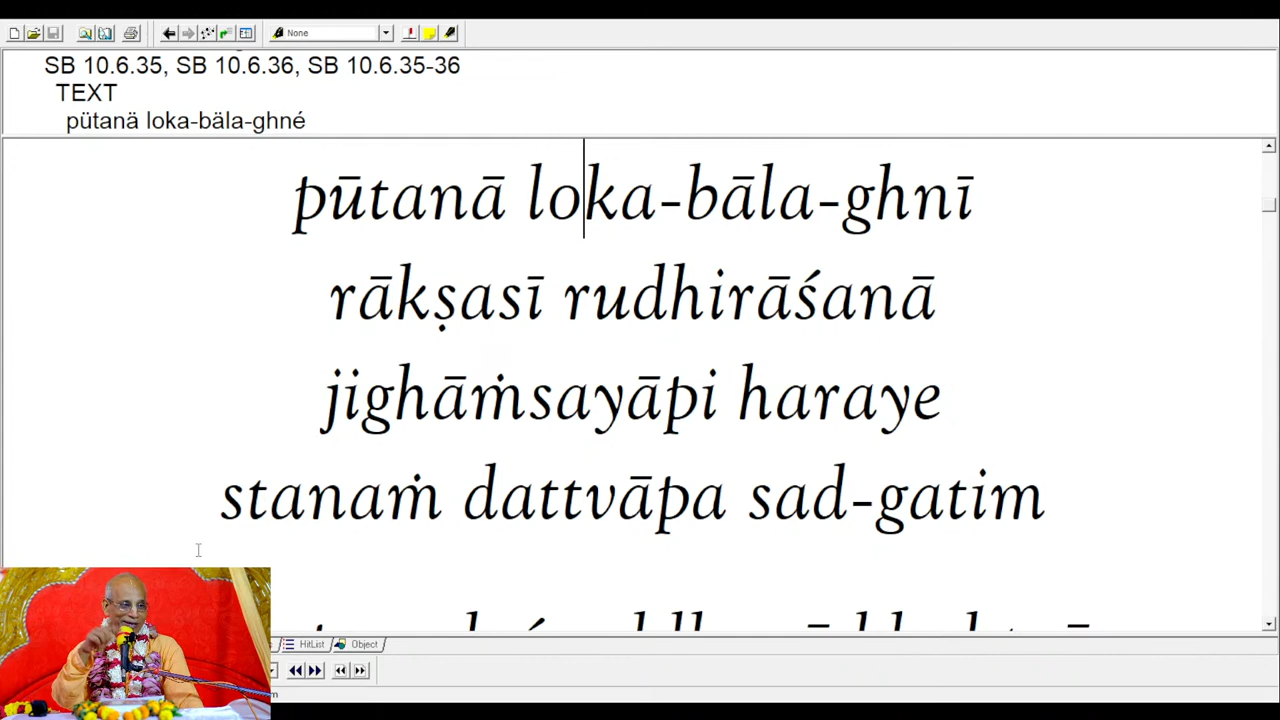 None
SB 10.6.35, SB 10.6.36, SB 10.6.35-36
TEXT
pütanä loka-bäla-ghné
pūtanā loka-bāla-ghnī
rākṣasī rudhirāśanā
jighāṁsayāpi haraye
stanaṁ dattvāpa sad-gatim
HitList
Object